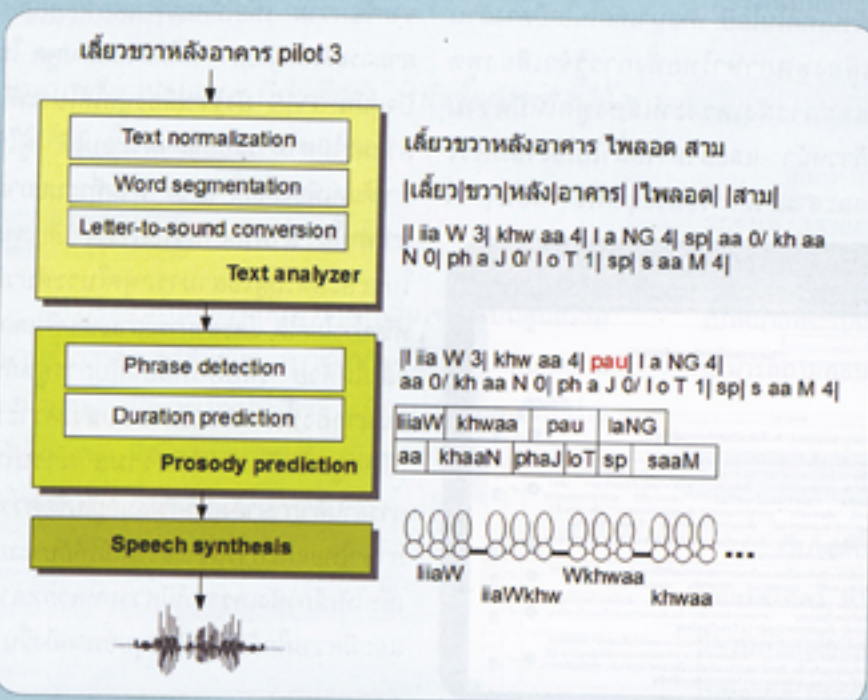 เลี้ยวขวาหลังอาคาร pilot 3
Text normalization
Word segmentation
Letter-to-sound conversion
Text analyzer
เลี้ยวขวาหลังอาคาร ไพลอต สาม
|เลี้ยว|ขวา|หลัง|อาคาร| |ไพลอต| |สาม|
|l iia W 3| khw aa 4| l a NG 4| sp| aa 0/ kh aa
N 0| ph a J 0/ l o T 1| sp| s aa M 4|
Phrase detection
Duration prediction
Prosody prediction
|l iia W 3| khw aa 4| pau| l a NG 4|
aa 0/ kh aa N 0| ph a J 0/ l o T 1| sp| s aa M 4|
liiaW khwaa pau laNG
aa khaaN phaJ loT sp saaM
Speech synthesis
...
liiaW Wkhwaa
iiaWkhw khwaa